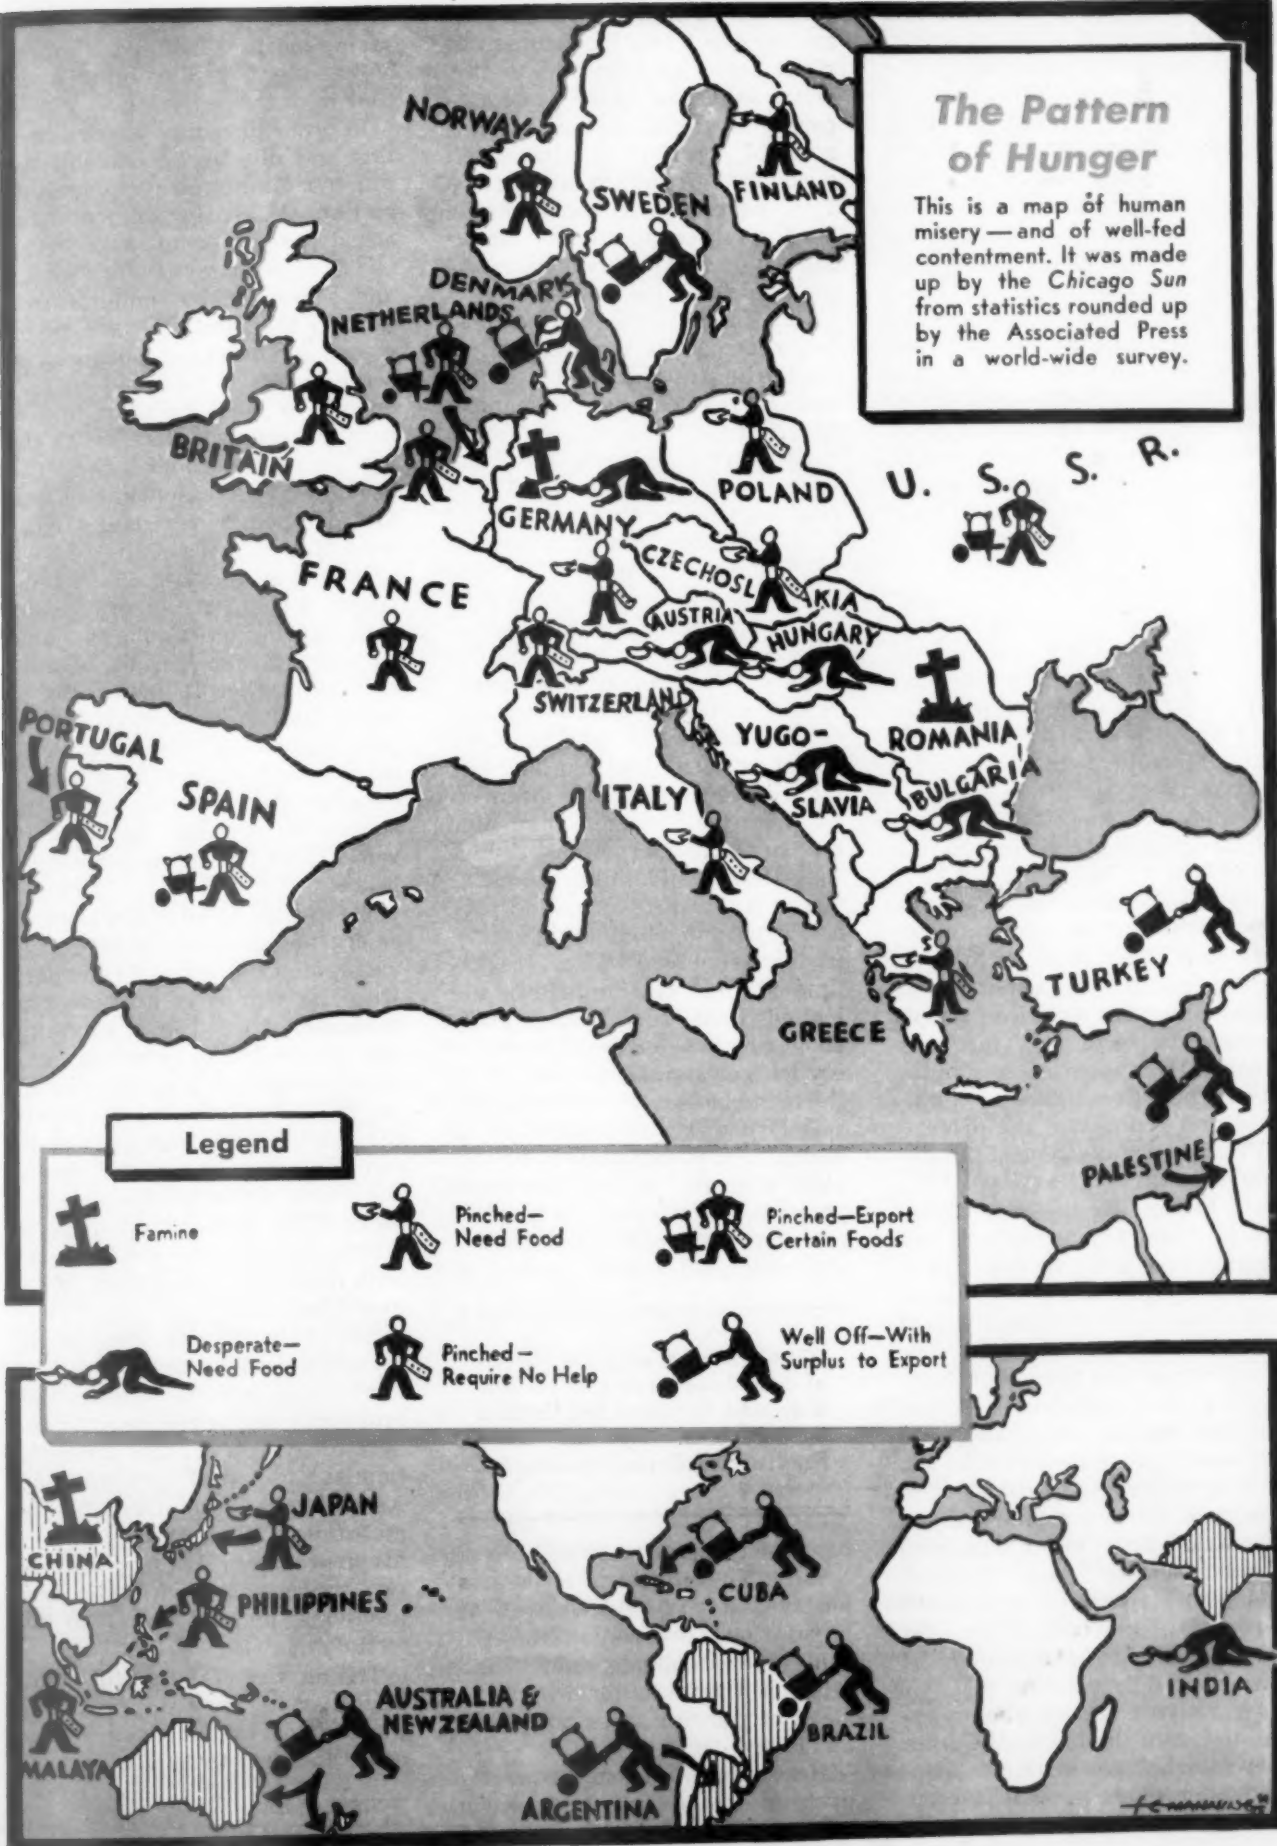 The Pattern
of Hunger
This is a map of human
misery — and of well-fed
contentment. It was made
up by the Chicago Sun
from statistics rounded up
by the Associated Press
in a world-wide survey.
NORWAY
SWEDEN
FINLAND
DENMARK
NETHERLANDS
BRITAIN
POLAND
U. S. S. R.
GERMANY
CZECHOSL KIA
FRANCE
AUSTRIA
HUNGARY
SWITZERLAND
ROMANIA
PORTUGAL
YUGO-
SLAVIA
BULGARIA
SPAIN
ITALY
TURKEY
GREECE
PALESTINE
Legend
Famine
Pinched—
Need Food
Pinched—Export
Certain Foods
Desperate—
Need Food
Pinched—
Require No Help
Well Off—With
Surplus to Export
CHINA
JAPAN
PHILIPPINES
CUBA
INDIA
MALAYA
AUSTRALIA &
NEW ZEALAND
BRAZIL
ARGENTINA